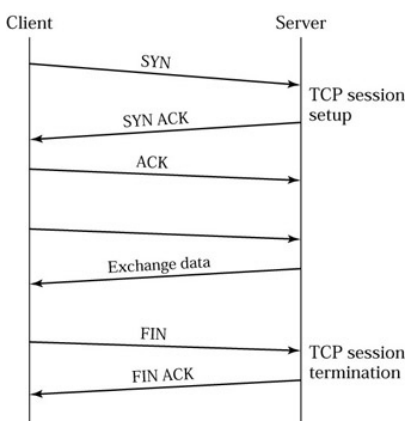 Client
Server
SYN
TCP session
setup
SYN ACK
ACK
Exchange data
FIN
TCP session
termination
FIN ACK